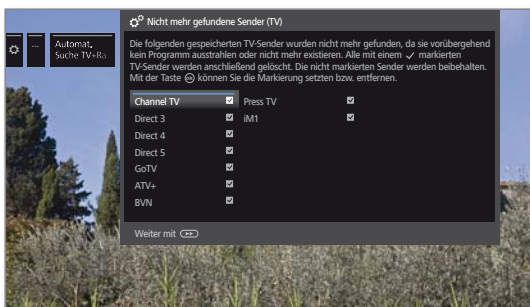 Nicht mehr gefundene Sender (TV)
...
Automat.
Suche TV+Ra
Die folgenden gespeicherten TV-Sender wurden nicht mehr gefunden, da sie vorübergehend
kein Programm ausstrahlen oder nicht mehr existieren. Alle mit einem ✓ markierten
TV-Sender werden anschließend gelöscht. Die nicht markierten Sender werden beibehalten.
Mit der Taste OK können Sie die Markierung setzten bzw. entfernen.
Channel TV ✓ Press TV ✓
Direct 3 ✓ iM1 ✓
Direct 4 ✓
Direct 5 ✓
GoTV ✓
ATV+ ✓
BVN ✓
Weiter mit